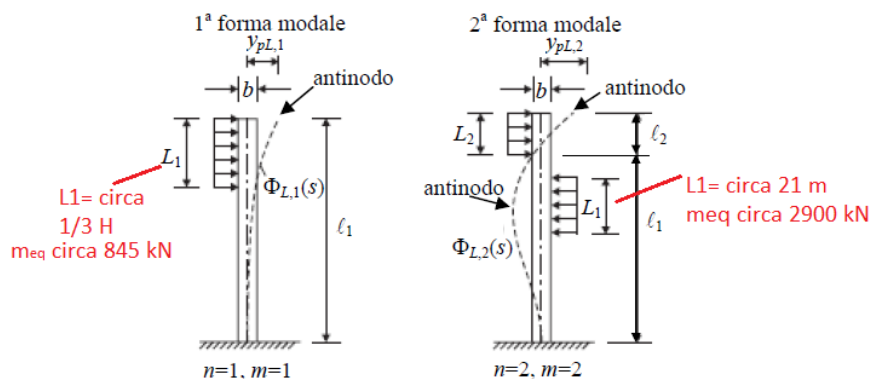 1ª forma modale
y_pL,1
b
antinodo
L₁
Φ_L,1(s)
ℓ₁
L1= circa
1/3 H
m_eq circa 845 kN
n=1, m=1
2ª forma modale
y_pL,2
b
antinodo
L₂
ℓ₂
antinodo
L₁
ℓ₁
Φ_L,2(s)
L1= circa 21 m
meq circa 2900 kN
n=2, m=2